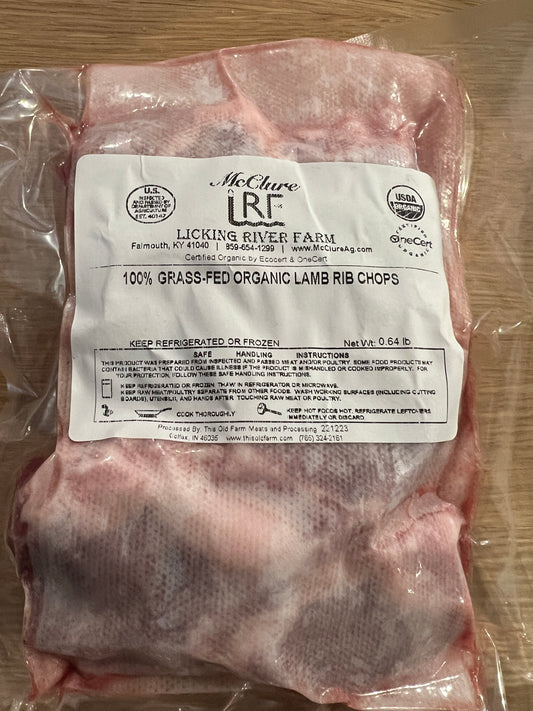 McClure
LRF
LICKING RIVER FARM
Falmouth, KY 41040 | 859-654-1299 | www.McClureAg.com
Certified Organic by Ecocert & OneCert
U.S.
INSPECTED
AND PASSED BY
DEPARTMENT OF
AGRICULTURE
EST. 40147
USDA
ORGANIC
CERTIFIED
OneCert
ORGANIC
100% GRASS-FED ORGANIC LAMB RIB CHOPS
KEEP REFRIGERATED OR FROZEN Net Wt: 0.64 lb
SAFE HANDLING INSTRUCTIONS
THIS PRODUCT WAS PREPARED FROM INSPECTED AND PASSED MEAT AND/OR POULTRY. SOME FOOD PRODUCTS MAY
CONTAIN BACTERIA THAT COULD CAUSE ILLNESS IF THE PRODUCT IS MISHANDLED OR COOKED IMPROPERLY. FOR
YOUR PROTECTION, FOLLOW THESE SAFE HANDLING INSTRUCTIONS.
KEEP REFRIGERATED OR FROZEN. THAW IN REFRIGERATOR OR MICROWAVE.
KEEP RAW MEAT/POULTRY SEPARATE FROM OTHER FOODS. WASH WORKING SURFACES (INCLUDING CUTTING
BOARDS), UTENSILS, AND HANDS AFTER TOUCHING RAW MEAT OR POULTRY.
COOK THOROUGHLY
KEEP HOT FOODS HOT. REFRIGERATE LEFTOVERS
IMMEDIATELY OR DISCARD.
Processed By: This Old Farm Meats and Processing 221223
Colfax, IN 46035 www.thisoldfarm.com (765) 324-2161